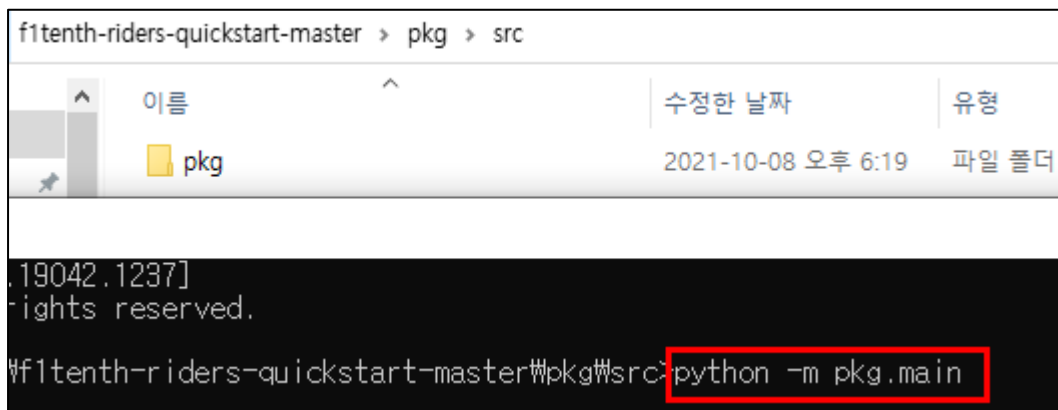 f1tenth-riders-quickstart-master > pkg > src
이름 수정한 날짜 유형
pkg 2021-10-08 오후 6:19 파일 폴더
.19042.1237]
rights reserved.
₩f1tenth-riders-quickstart-master₩pkg₩src>python -m pkg.main